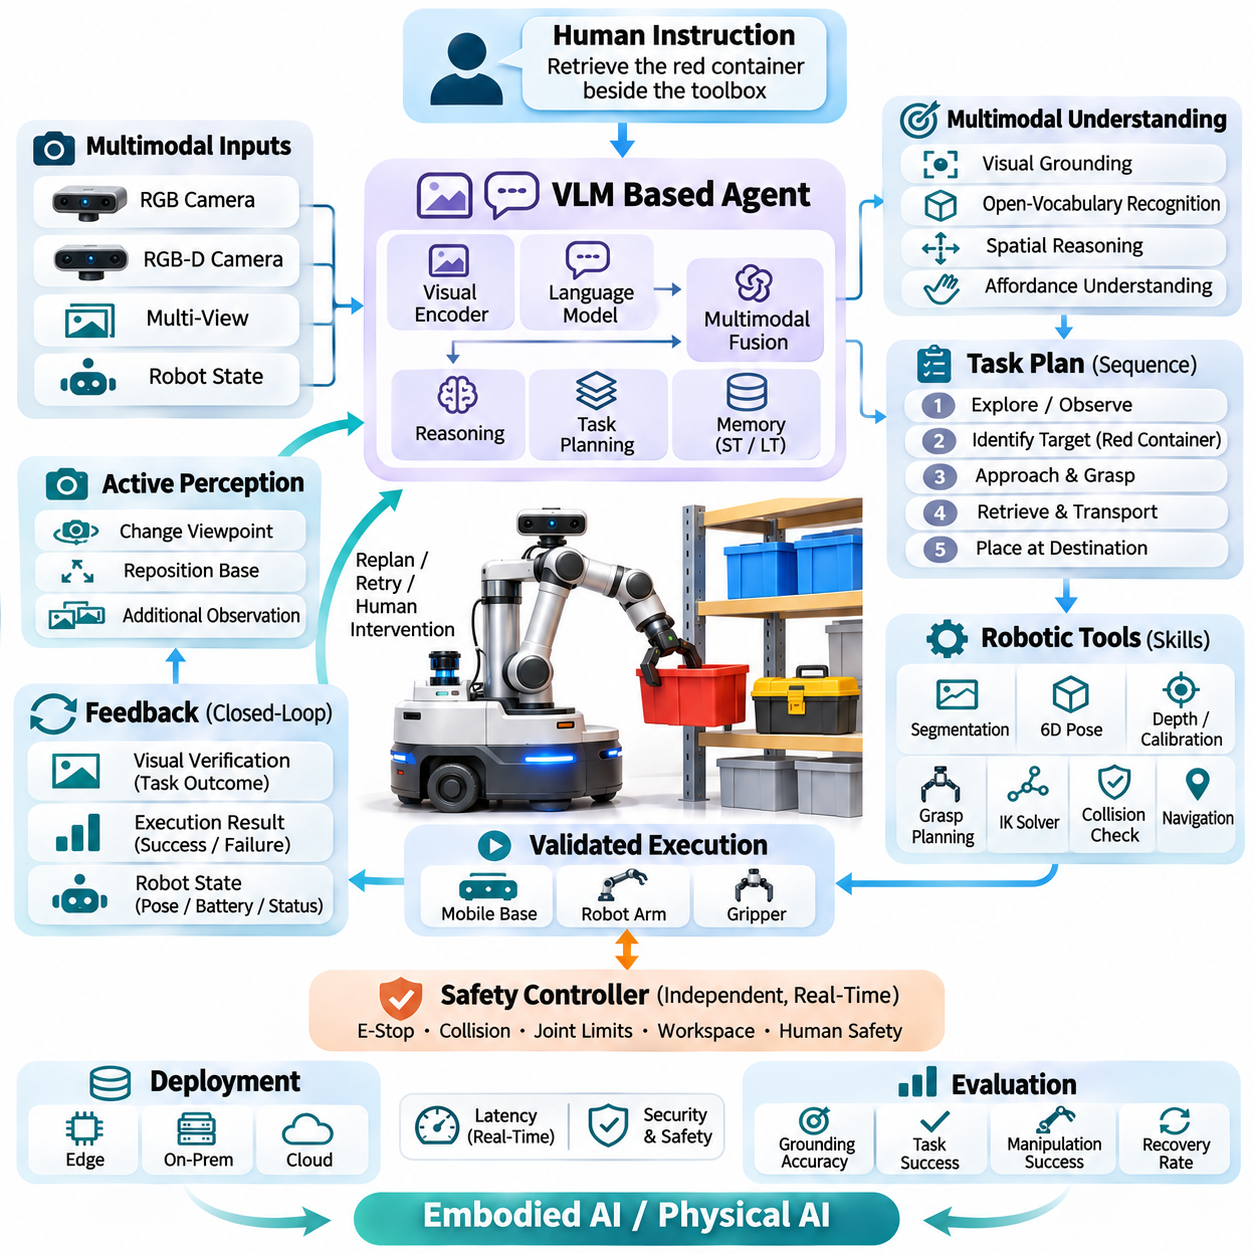 Human Instruction
Retrieve the red container
beside the toolbox
Multimodal Inputs
RGB Camera
RGB-D Camera
Multi-View
Robot State
VLM Based Agent
Visual
Encoder
Language
Model
Multimodal
Fusion
Reasoning
Task
Planning
Memory
(ST / LT)
Multimodal Understanding
Visual Grounding
Open-Vocabulary Recognition
Spatial Reasoning
Affordance Understanding
Task Plan (Sequence)
1 Explore / Observe
2 Identify Target (Red Container)
3 Approach & Grasp
4 Retrieve & Transport
5 Place at Destination
Active Perception
Change Viewpoint
Reposition Base
Additional Observation
Replan /
Retry /
Human
Intervention
Robotic Tools (Skills)
Segmentation
6D Pose
Depth /
Calibration
Grasp
Planning
IK Solver
Collision
Check
Navigation
Feedback (Closed-Loop)
Visual Verification
(Task Outcome)
Execution Result
(Success / Failure)
Robot State
(Pose / Battery / Status)
Validated Execution
Mobile Base
Robot Arm
Gripper
Safety Controller (Independent, Real-Time)
E-Stop • Collision • Joint Limits • Workspace • Human Safety
Deployment
Edge
On-Prem
Cloud
Latency
(Real-Time)
Security
& Safety
Evaluation
Grounding
Accuracy
Task
Success
Manipulation
Success
Recovery
Rate
Embodied AI / Physical AI